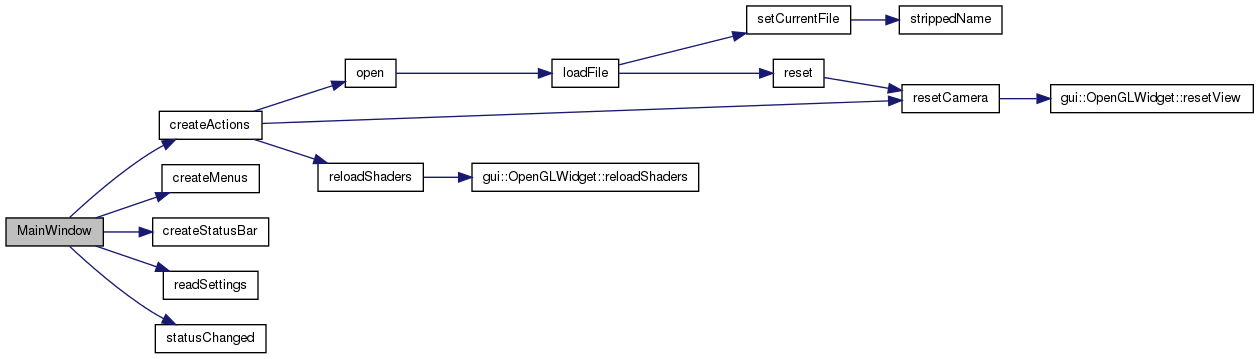 setCurrentFile
strippedName
open
loadFile
reset
resetCamera
gui::OpenGLWidget::resetView
createActions
reloadShaders
gui::OpenGLWidget::reloadShaders
createMenus
MainWindow
createStatusBar
readSettings
statusChanged